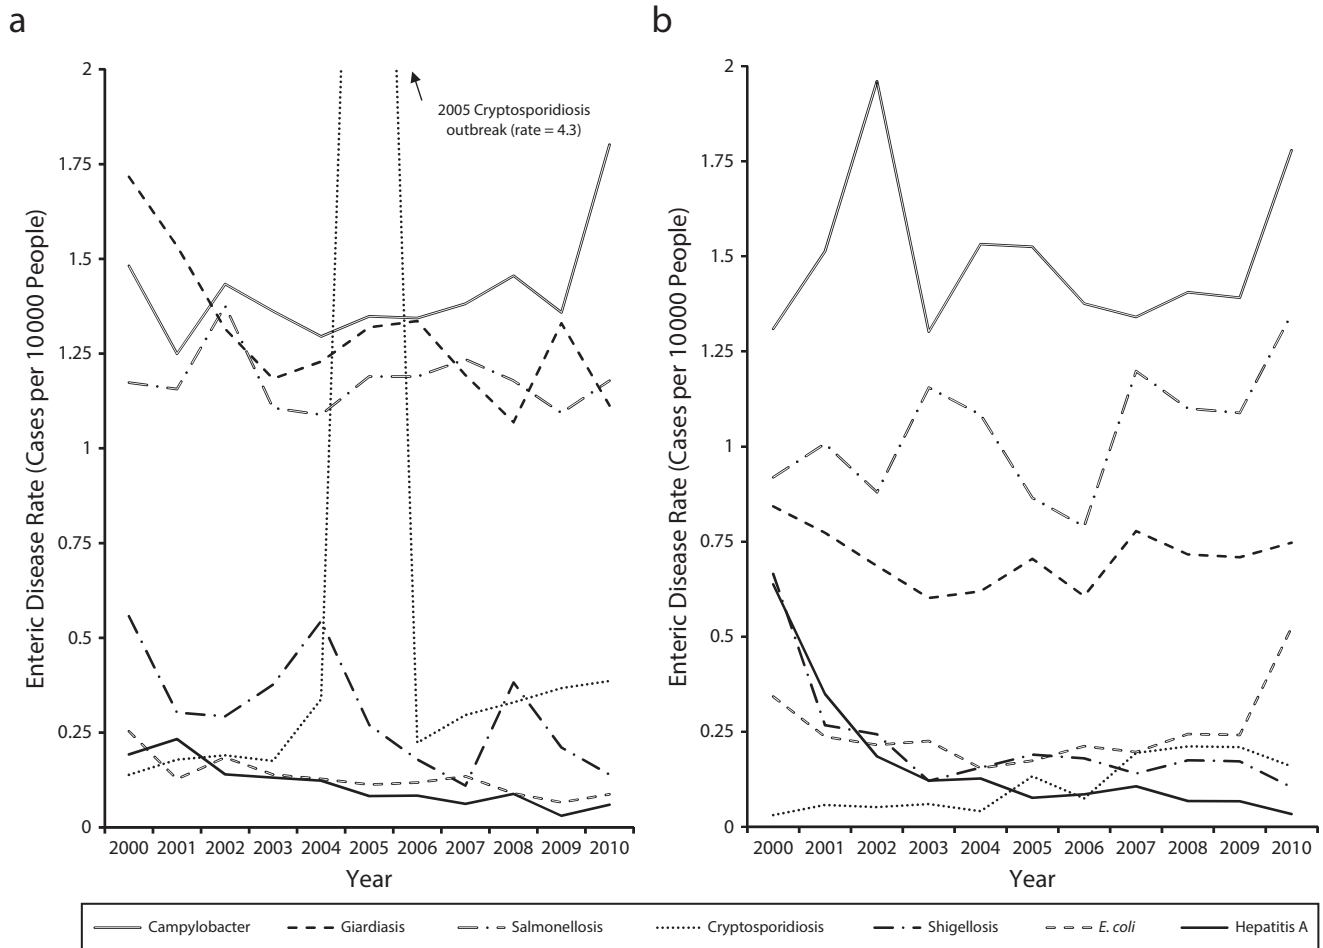 a
b
2
1.75
1.5
1.25
1
0.75
0.5
0.25
0
Enteric Disease Rate (Cases per 10000 People)
2005 Cryptosporidiosis
outbreak (rate = 4.3)
2000 2001 2002 2003 2004 2005 2006 2007 2008 2009 2010
Year
2
1.75
1.5
1.25
1
0.75
0.5
0.25
0
Enteric Disease Rate (Cases per 10000 People)
2000 2001 2002 2003 2004 2005 2006 2007 2008 2009 2010
Year
Campylobacter Giardiasis Salmonellosis Cryptosporidiosis Shigellosis E. coli Hepatitis A